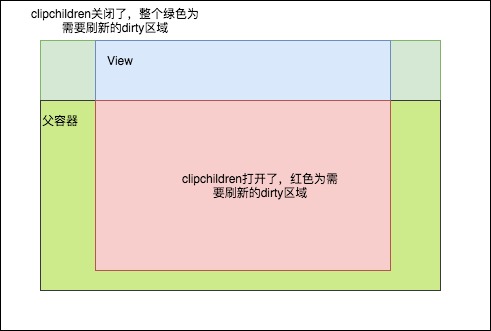 clipchildren关闭了，整个绿色为
需要刷新的dirty区域
View
父容器
clipchildren打开了，红色为需
要刷新的dirty区域